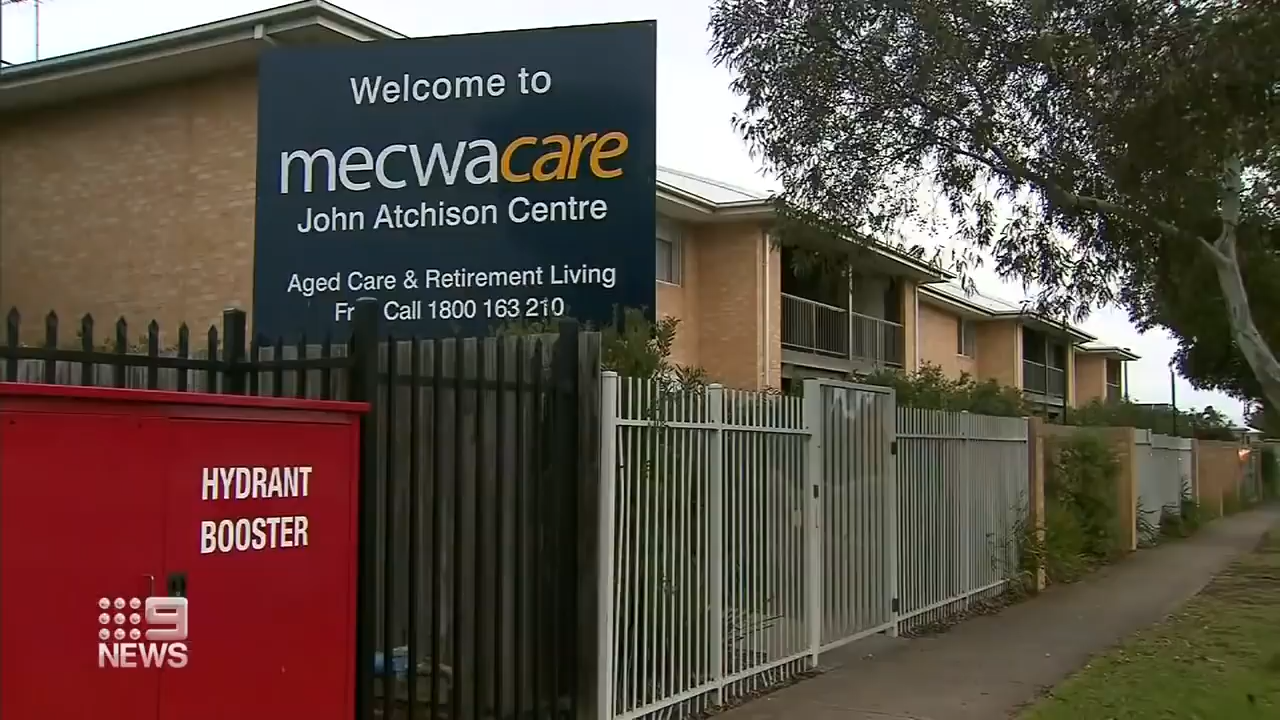 Welcome to
mecwacare
John Atchison Centre
Aged Care & Retirement Living
Call 1800 163 210
HYDRANT
BOOSTER
9
NEWS